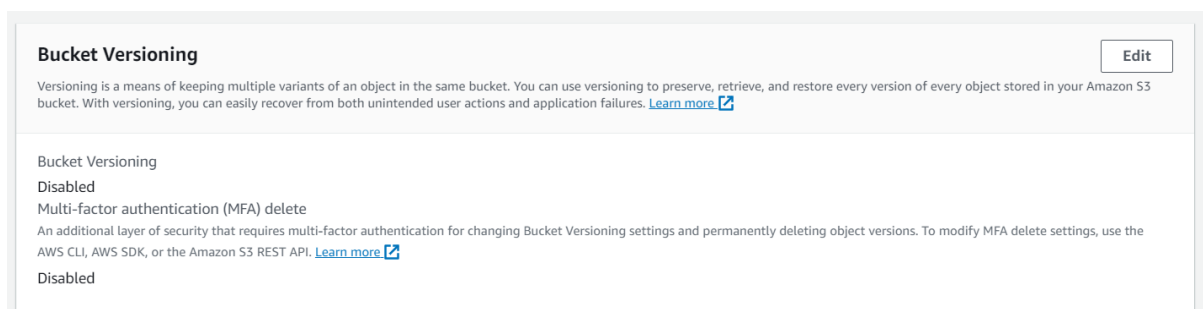 Bucket Versioning
Edit
Versioning is a means of keeping multiple variants of an object in the same bucket. You can use versioning to preserve, retrieve, and restore every version of every object stored in your Amazon S3
bucket. With versioning, you can easily recover from both unintended user actions and application failures. Learn more
Bucket Versioning
Disabled
Multi-factor authentication (MFA) delete
An additional layer of security that requires multi-factor authentication for changing Bucket Versioning settings and permanently deleting object versions. To modify MFA delete settings, use the
AWS CLI, AWS SDK, or the Amazon S3 REST API. Learn more
Disabled